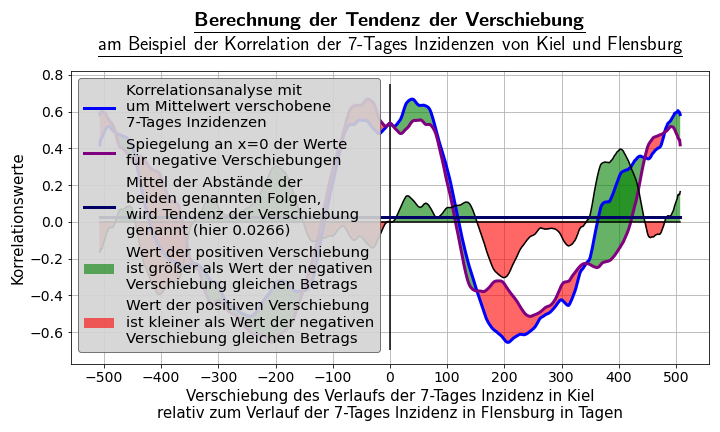 Berechnung der Tendenz der Verschiebung
am Beispiel der Korrelation der 7-Tages Inzidenzen von Kiel und Flensburg
Korrelationswerte
0.8
0.6
0.4
0.2
0.0
−0.2
−0.4
−0.6
Korrelationsanalyse mit
um Mittelwert verschobene
7-Tages Inzidenzen
Spiegelung an x=0 der Werte
für negative Verschiebungen
Mittel der Abstände der
beiden genannten Folgen,
wird Tendenz der Verschiebung
genannt (hier 0.0266)
Wert der positiven Verschiebung
ist größer als Wert der negativen
Verschiebung gleichen Betrags
Wert der positiven Verschiebung
ist kleiner als Wert der negativen
Verschiebung gleichen Betrags
−500 −400 −300 −200 −100 0 100 200 300 400 500
Verschiebung des Verlaufs der 7-Tages Inzidenz in Kiel
relativ zum Verlauf der 7-Tages Inzidenz in Flensburg in Tagen